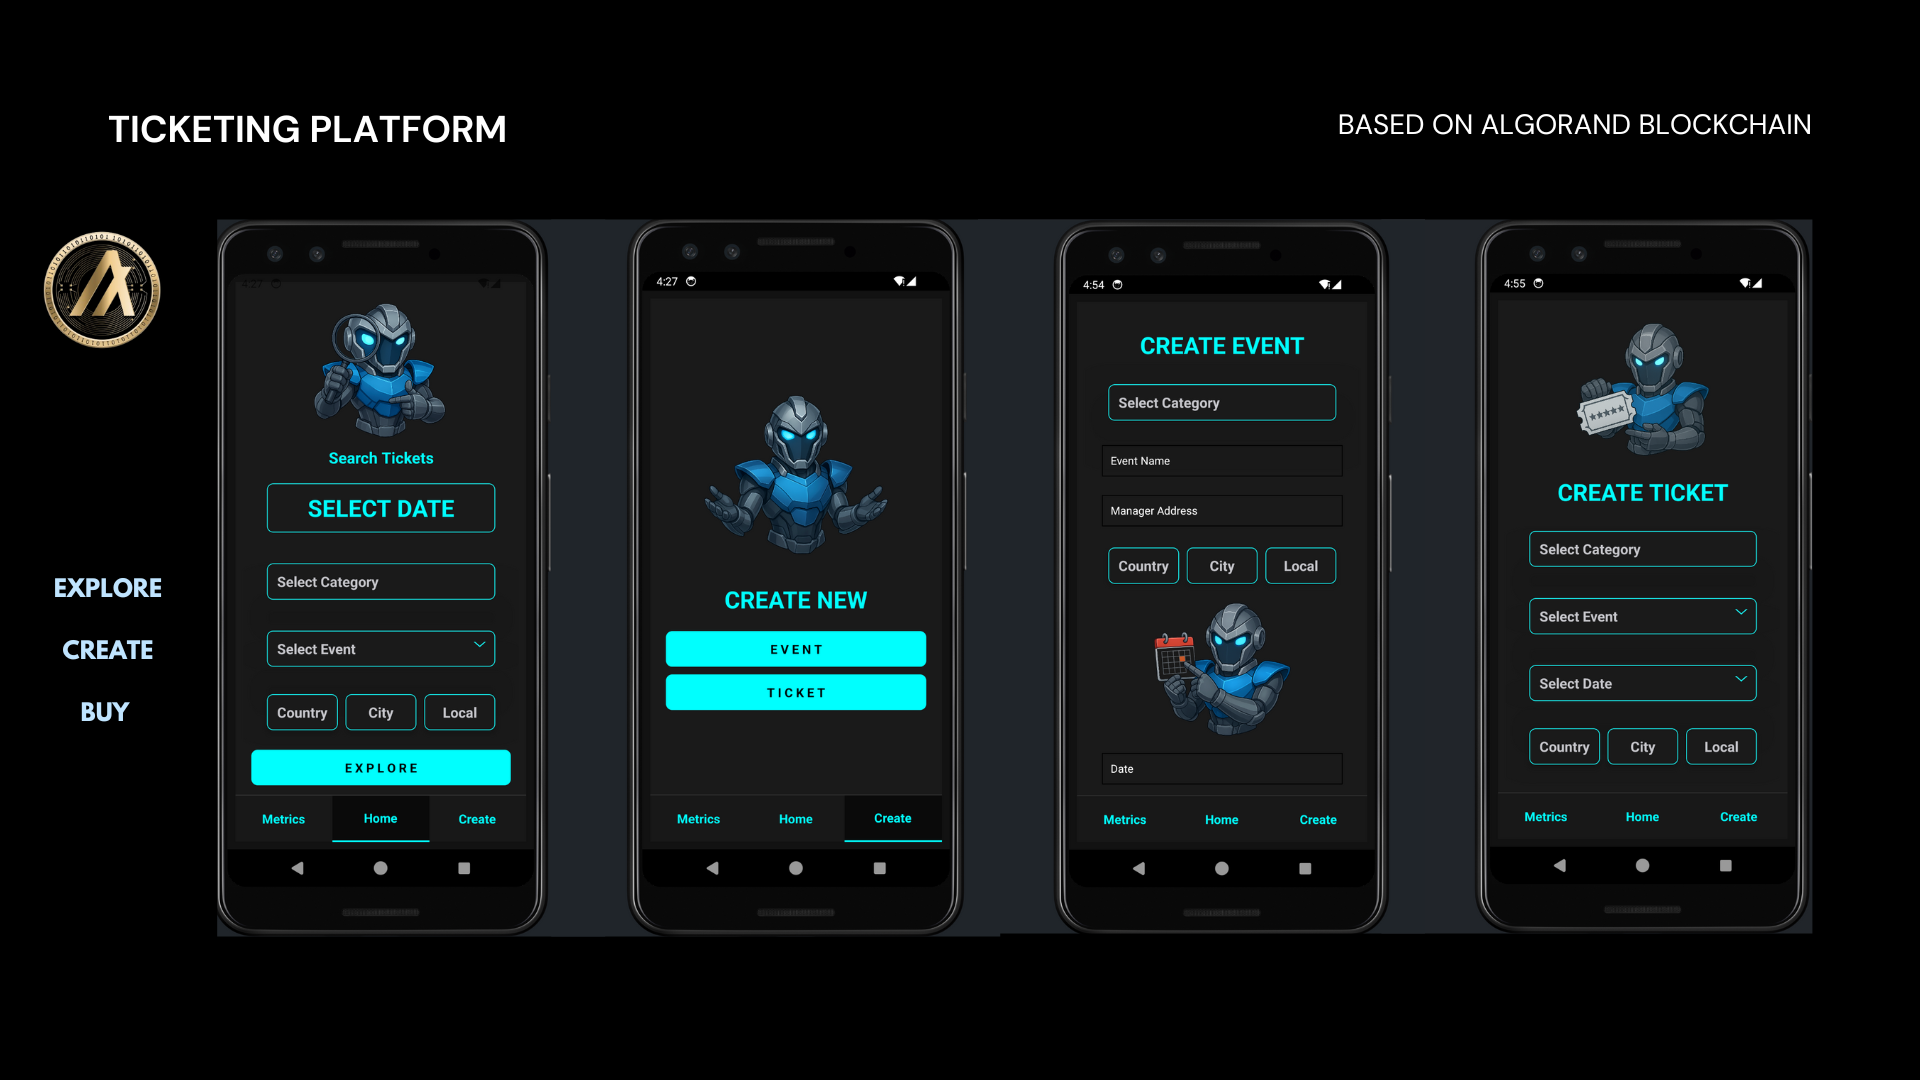 TICKETING PLATFORM
BASED ON ALGORAND BLOCKCHAIN
EXPLORE
CREATE
BUY
4:27
Search Tickets
SELECT DATE
Select Category
Select Event
Country City Local
EXPLORE
Metrics Home Create
4:27
CREATE NEW
EVENT
TICKET
Metrics Home Create
4:54
CREATE EVENT
Select Category
Event Name
Manager Address
Country City Local
Date
Metrics Home Create
4:55
CREATE TICKET
Select Category
Select Event
Select Date
Country City Local
Metrics Home Create